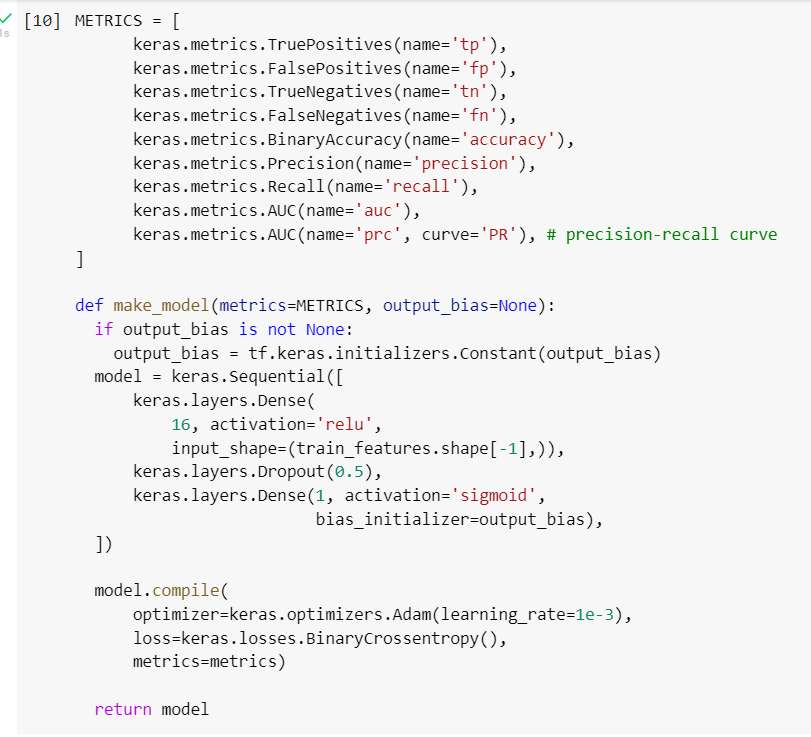 [10] METRICS = [
      keras.metrics.TruePositives(name='tp'),
      keras.metrics.FalsePositives(name='fp'),
      keras.metrics.TrueNegatives(name='tn'),
      keras.metrics.FalseNegatives(name='fn'),
      keras.metrics.BinaryAccuracy(name='accuracy'),
      keras.metrics.Precision(name='precision'),
      keras.metrics.Recall(name='recall'),
      keras.metrics.AUC(name='auc'),
      keras.metrics.AUC(name='prc', curve='PR'), # precision-recall curve
]
def make_model(metrics=METRICS, output_bias=None):
  if output_bias is not None:
    output_bias = tf.keras.initializers.Constant(output_bias)
  model = keras.Sequential([
      keras.layers.Dense(
          16, activation='relu',
          input_shape=(train_features.shape[-1],)),
      keras.layers.Dropout(0.5),
      keras.layers.Dense(1, activation='sigmoid',
                         bias_initializer=output_bias),
  ])
  model.compile(
      optimizer=keras.optimizers.Adam(learning_rate=1e-3),
      loss=keras.losses.BinaryCrossentropy(),
      metrics=metrics)
  return model